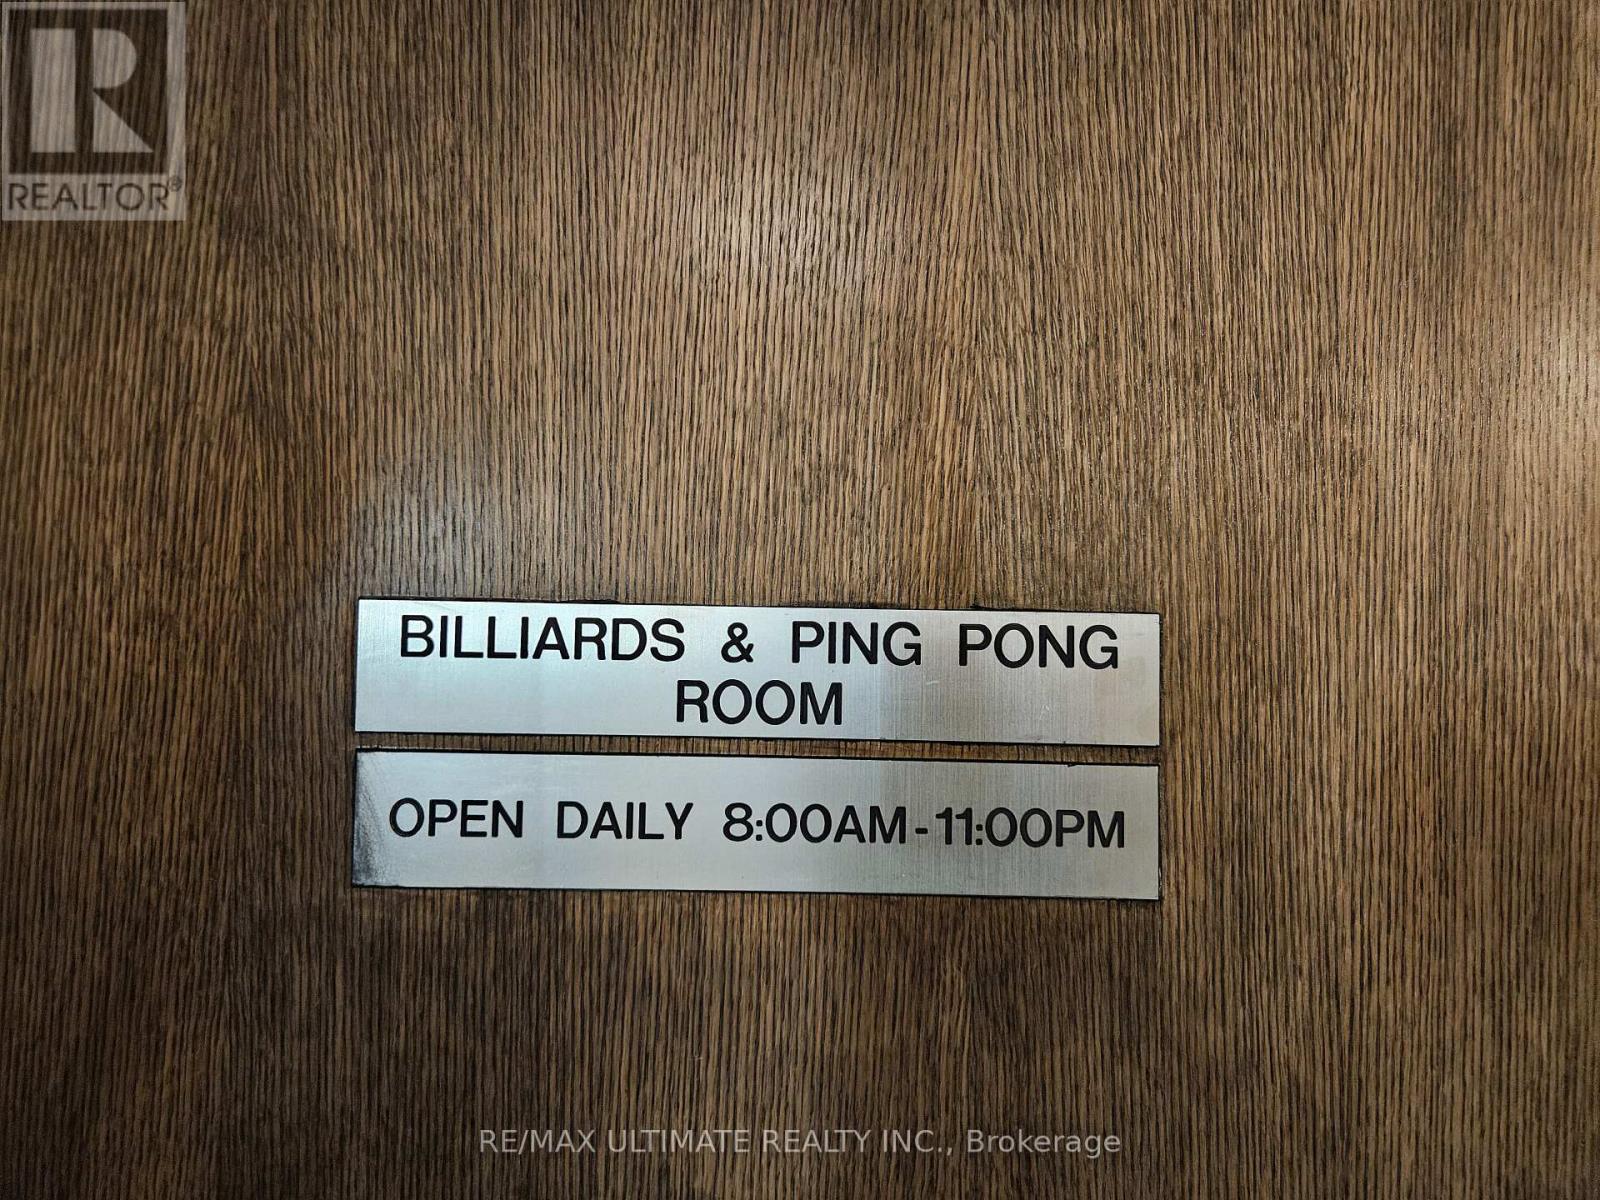 R
REALTOR®
BILLIARDS & PING PONG
ROOM
OPEN DAILY 8:00AM-11:00PM
RE/MAX ULTIMATE REALTY INC., Brokerage